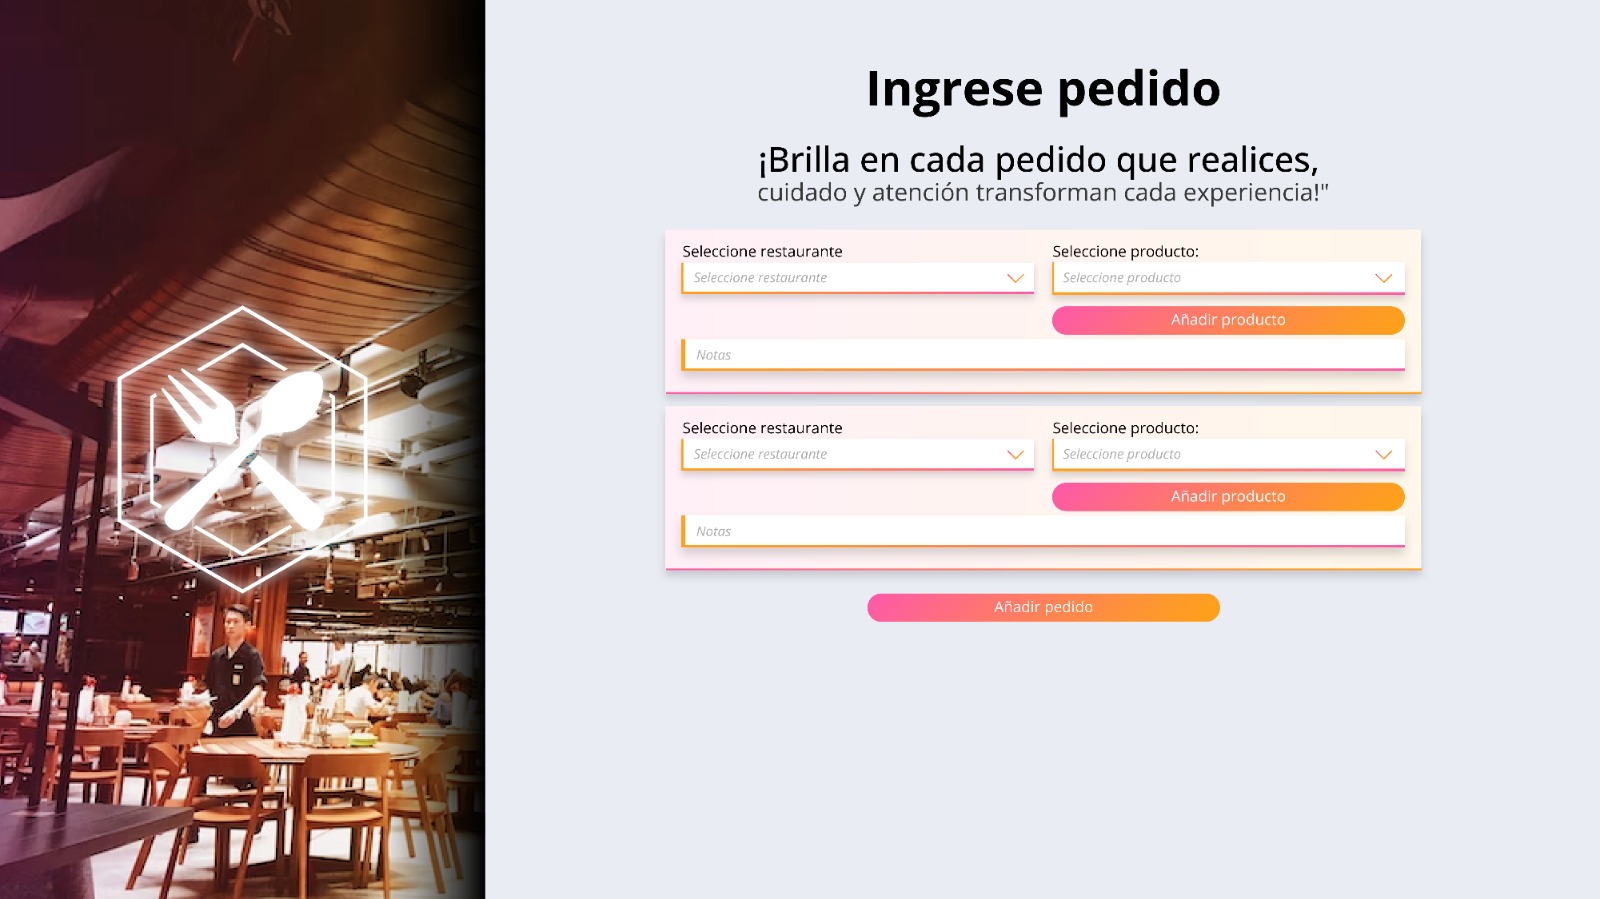 Ingrese pedido
¡Brilla en cada pedido que realices,
cuidado y atención transforman cada experiencia!"
Seleccione restaurante
Seleccione producto:
Seleccione restaurante
Seleccione producto
Añadir producto
Notas
Seleccione restaurante
Seleccione producto:
Seleccione restaurante
Seleccione producto
Añadir producto
Notas
Añadir pedido